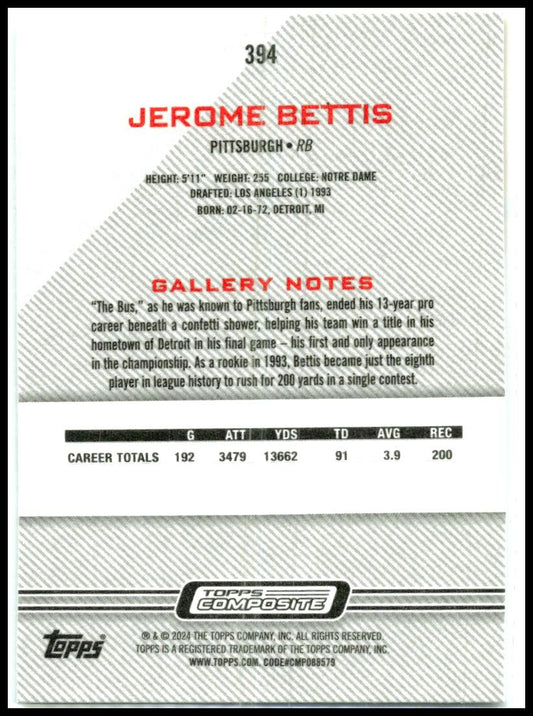 394
JEROME BETTIS
PITTSBURGH • RB
HEIGHT: 5'11" WEIGHT: 255 COLLEGE: NOTRE DAME
DRAFTED: LOS ANGELES (1) 1993
BORN: 02-16-72, DETROIT, MI
GALLERY NOTES
"The Bus," as he was known to Pittsburgh fans, ended his 13-year pro
career beneath a confetti shower, helping his team win a title in his
hometown of Detroit in his final game – his first and only appearance
in the championship. As a rookie in 1993, Bettis became just the eighth
player in league history to rush for 200 yards in a single contest.
G ATT YDS TD AVG REC
CAREER TOTALS 192 3479 13662 91 3.9 200
TOPPS
COMPOSITE
Topps
® & © 2024 THE TOPPS COMPANY, INC. ALL RIGHTS RESERVED.
TOPPS IS A REGISTERED TRADEMARK OF THE TOPPS COMPANY, INC.
WWW.TOPPS.COM. CODE#CMP086579